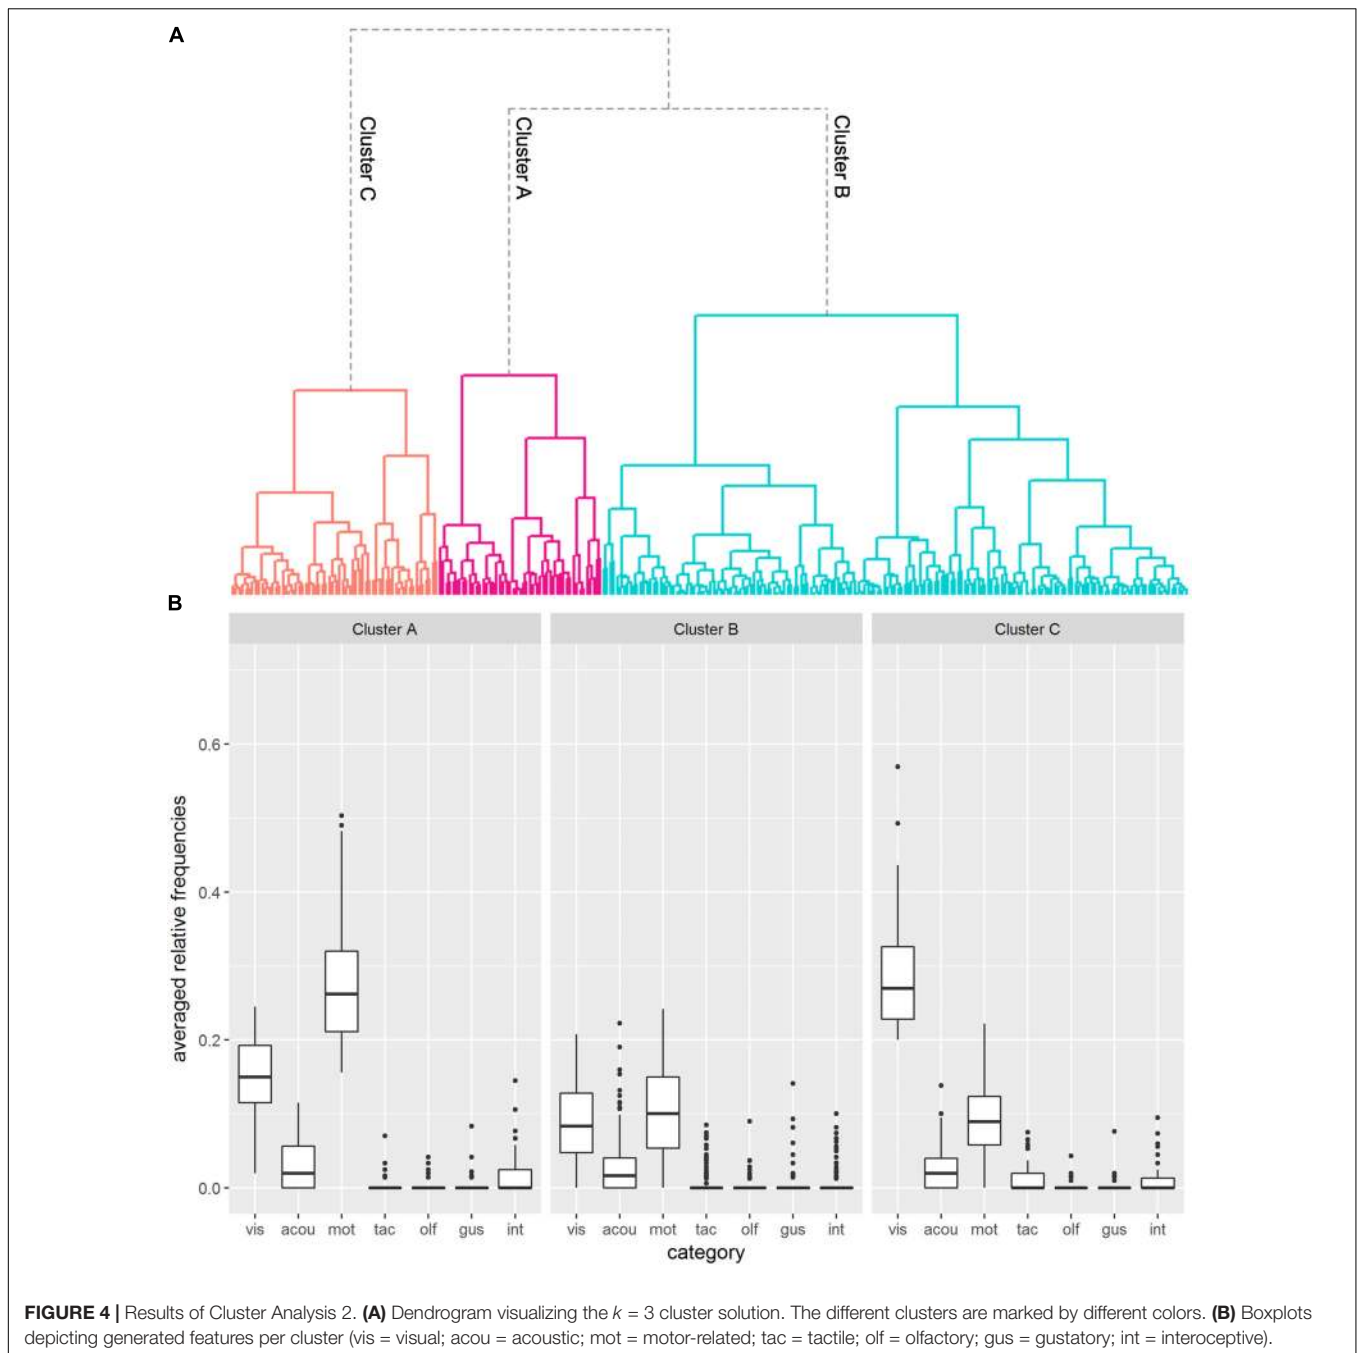 A
Cluster C
Cluster A
Cluster B
B
Cluster A
Cluster B
Cluster C
averaged relative frequencies
0.6
0.4
0.2
0.0
vis acou mot tac olf gus int
vis acou mot tac olf gus int
vis acou mot tac olf gus int
category
FIGURE 4 | Results of Cluster Analysis 2. (A) Dendrogram visualizing the k = 3 cluster solution. The different clusters are marked by different colors. (B) Boxplots
depicting generated features per cluster (vis = visual; acou = acoustic; mot = motor-related; tac = tactile; olf = olfactory; gus = gustatory; int = interoceptive).